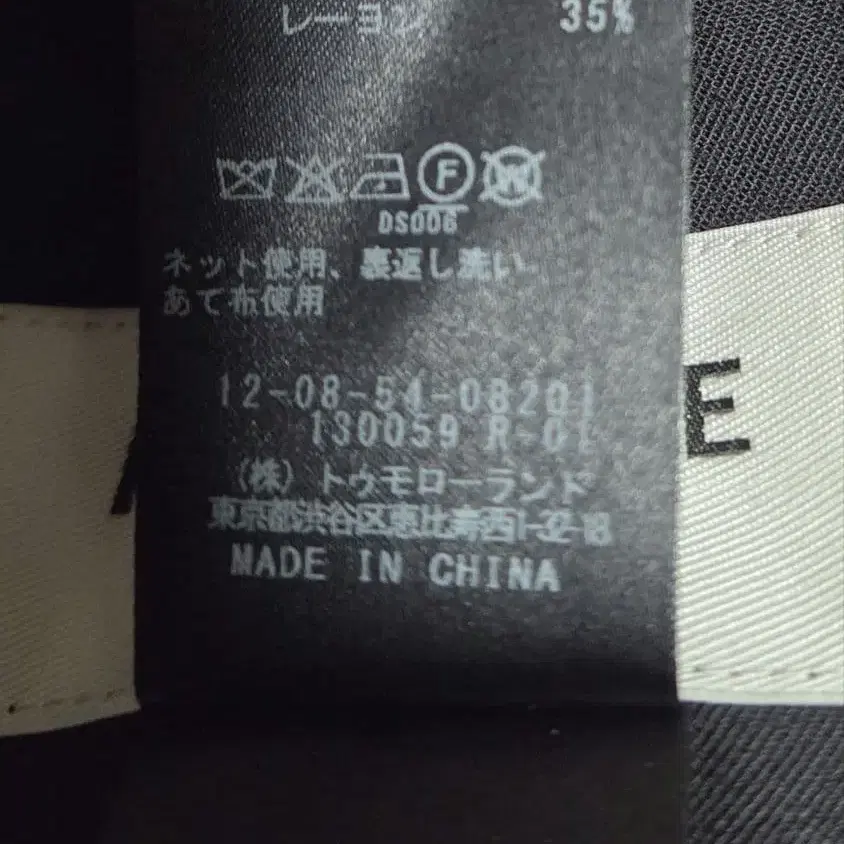 レーヨン 35%
F W
DS006
ネット使用、裏返し洗い
あて布使用
12-08-54-08201
130059 R-01
(株)トゥモローランド
東京都渋谷区恵比寿西1-32-18
MADE IN CHINA
E